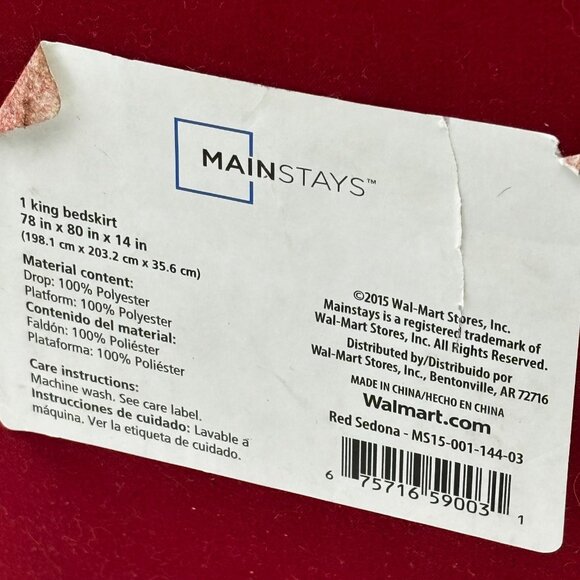 MAINSTAYS™
1 king bedskirt
78 in x 80 in x 14 in
(198.1 cm x 203.2 cm x 35.6 cm)
Material content:
Drop: 100% Polyester
Platform: 100% Polyester
Contenido del material:
Faldón: 100% Poliéster
Plataforma: 100% Poliéster
Care instructions:
Machine wash. See care label.
Instrucciones de cuidado: Lavable a
máquina. Ver la etiqueta de cuidado.
©2015 Wal-Mart Stores, Inc.
Mainstays is a registered trademark of
Wal-Mart Stores, Inc. All Rights Reserved.
Distributed by/Distribuido por
Wal-Mart Stores, Inc., Bentonville, AR 72716
MADE IN CHINA/HECHO EN CHINA
Walmart.com
Red Sedona - MS15-001-144-03
6 75716 59003 1